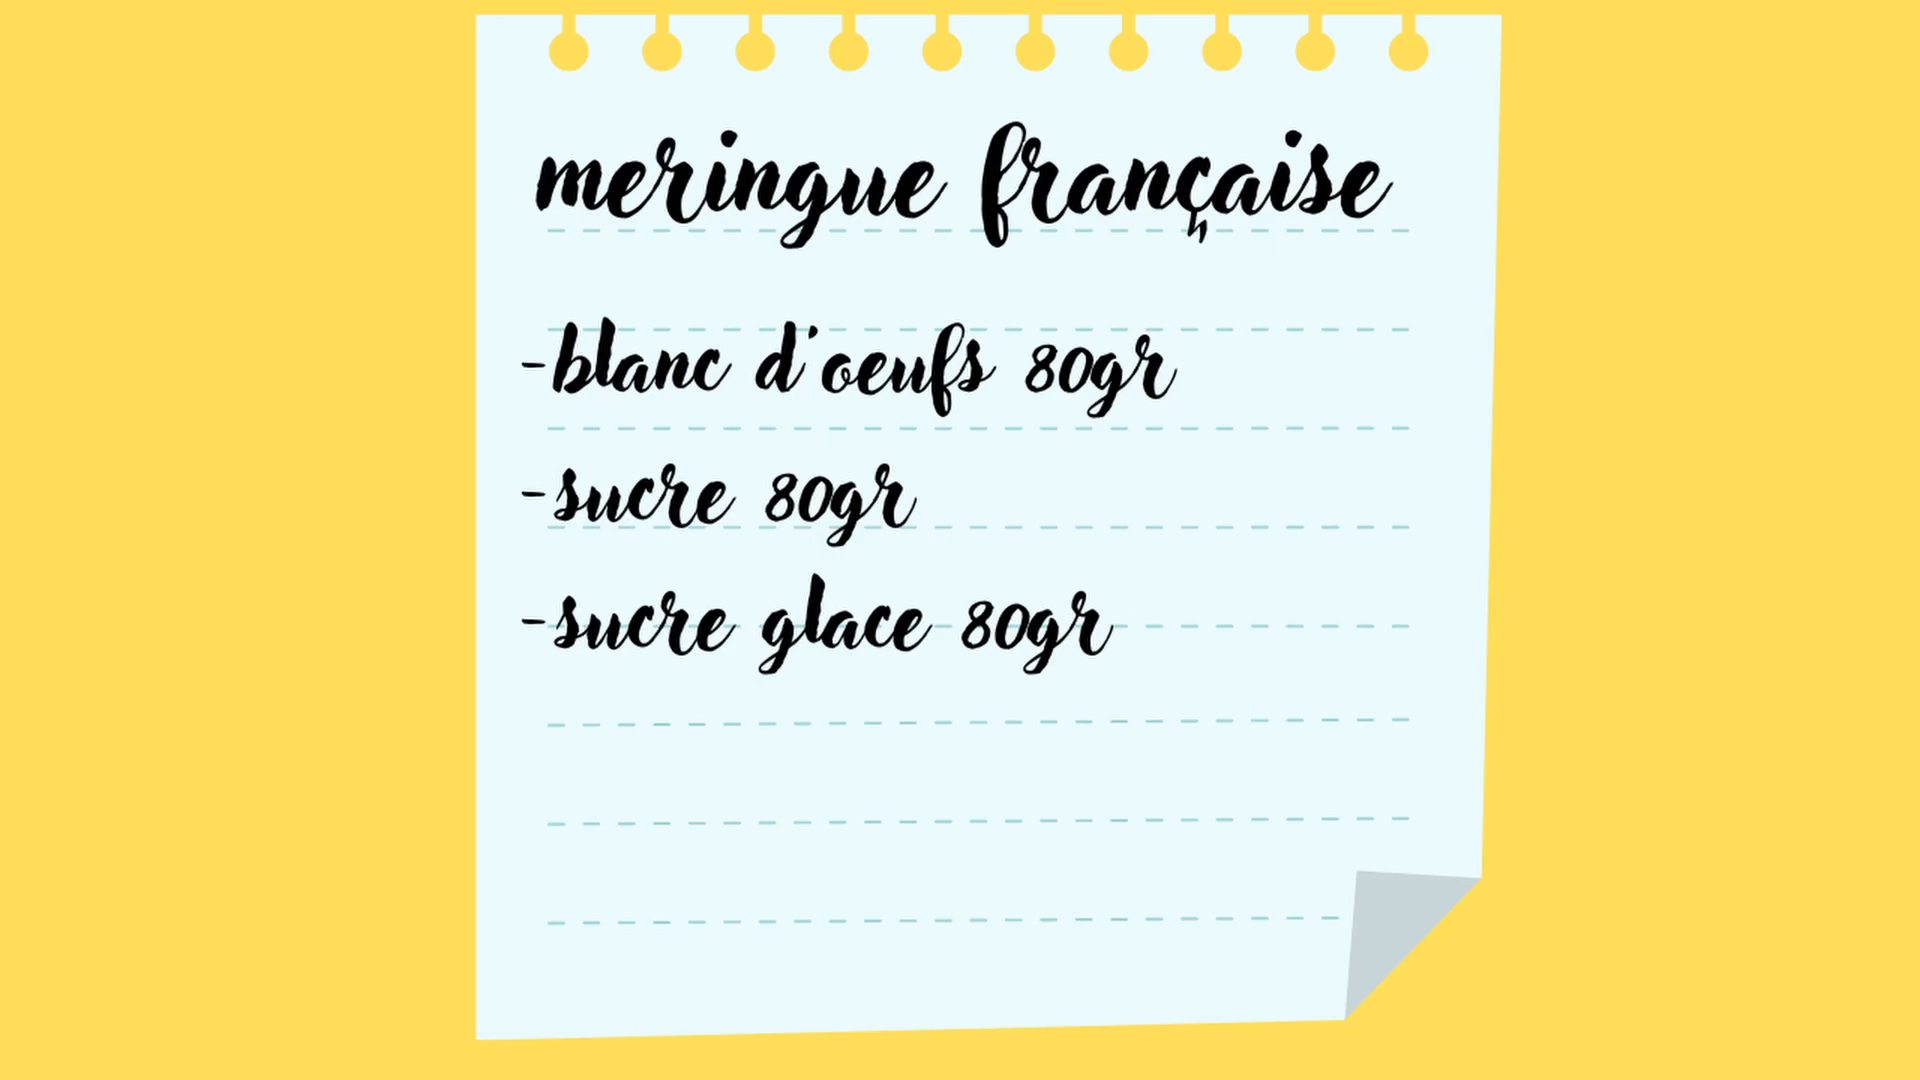 meringue française
-blanc d'oeufs 80gr
-sucre 80gr
-sucre glace 80gr